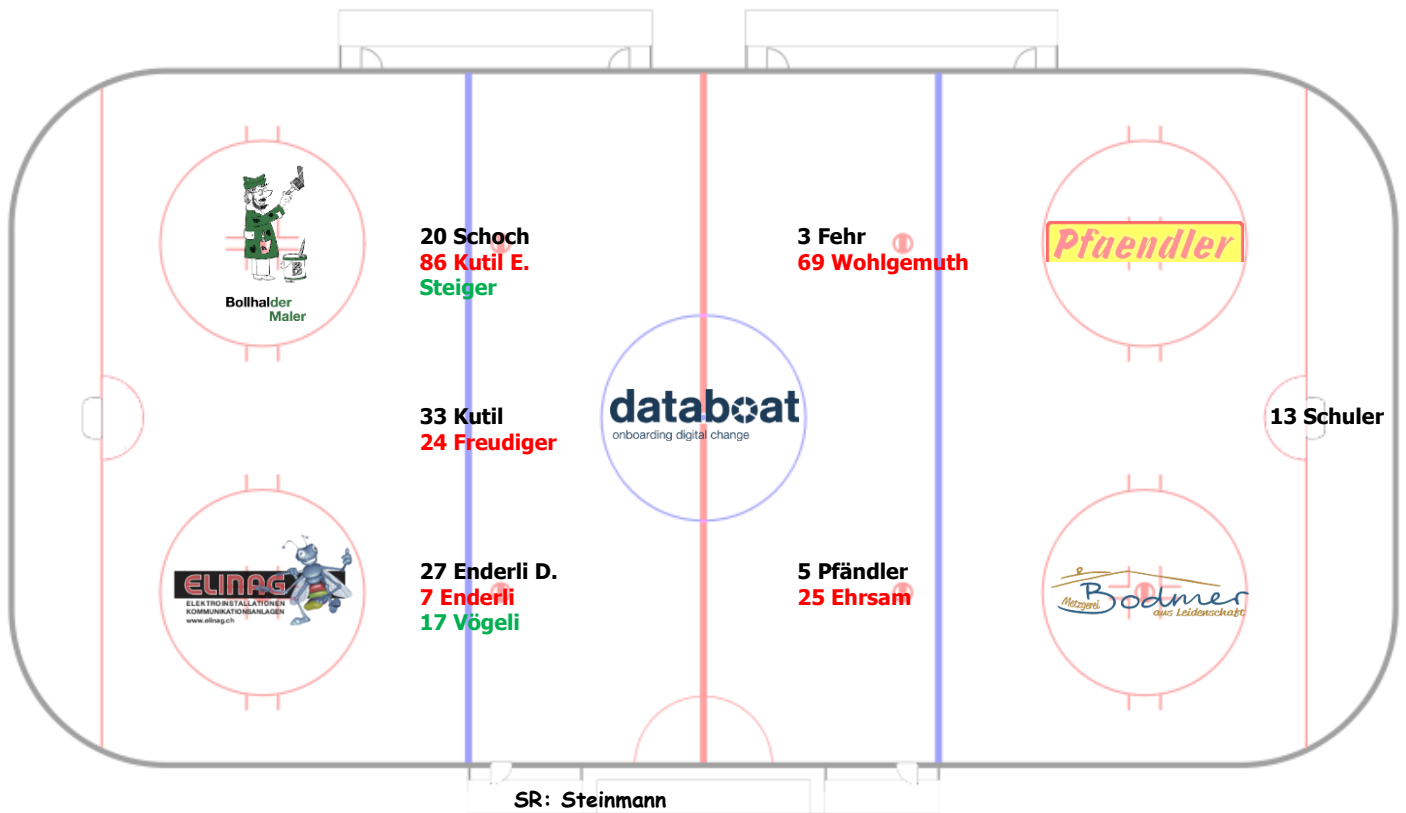 20 Schoch
86 Kutil E.
Steiger
3 Fehr
69 Wohlgemuth
Pfaendler
Bollhalder
Maler
33 Kutil
24 Freudiger
databoat
onboarding digital change
13 Schuler
ELINAG
ELEKTROINSTALLATIONEN
KOMMUNIKATIONSANLAGEN
www.elinag.ch
27 Enderli D.
7 Enderli
17 Vögeli
5 Pfändler
25 Ehrsam
Metzgerei Bodmer
aus Leidenschaft
SR: Steinmann